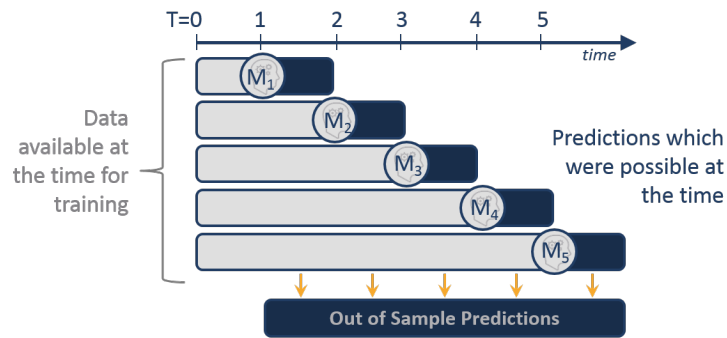 T=0 1 2 3 4 5
time
M1
M2
M3
M4
M5
Data
available at
the time for
training
Predictions which
were possible at
the time
Out of Sample Predictions